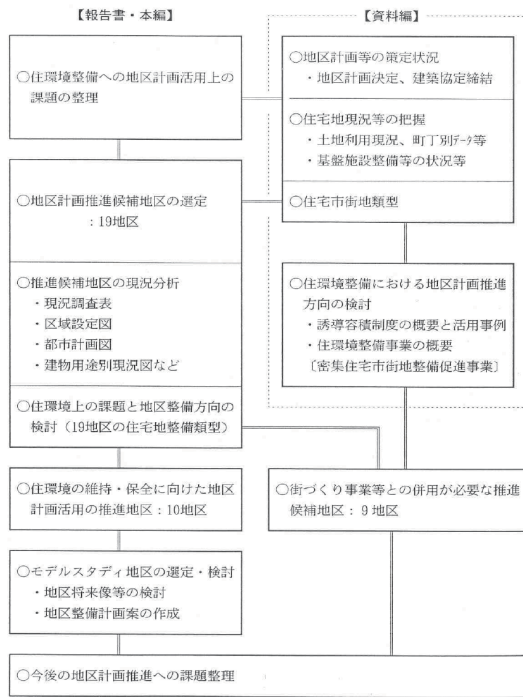 【報告書・本編】
○住環境整備への地区計画活用上の
課題の整理
○地区計画推進候補地区の選定
：19地区
○推進候補地区の現況分析
・現況調査表
・区域設定図
・都市計画図
・建物用途別現況図など
○住環境上の課題と地区整備方向の
検討（19地区の住宅地整備類型）
○住環境の維持・保全に向けた地区
計画活用の推進地区：10地区
○モデルスタディ地区の選定・検討
・地区将来像等の検討
・地区整備計画案の作成
【資料編】
○地区計画等の策定状況
・地区計画決定、建築協定締結
○住宅地現況等の把握
・土地利用現況、町丁別ﾃﾞｰﾀ等
・基盤施設整備等の状況等
○住宅市街地類型
○住環境整備における地区計画推進
方向の検討
・誘導容積制度の概要と活用事例
・住環境整備事業の概要
〔密集住宅市街地整備促進事業〕
○街づくり事業等との併用が必要な推進
候補地区：９地区
○今後の地区計画推進への課題整理